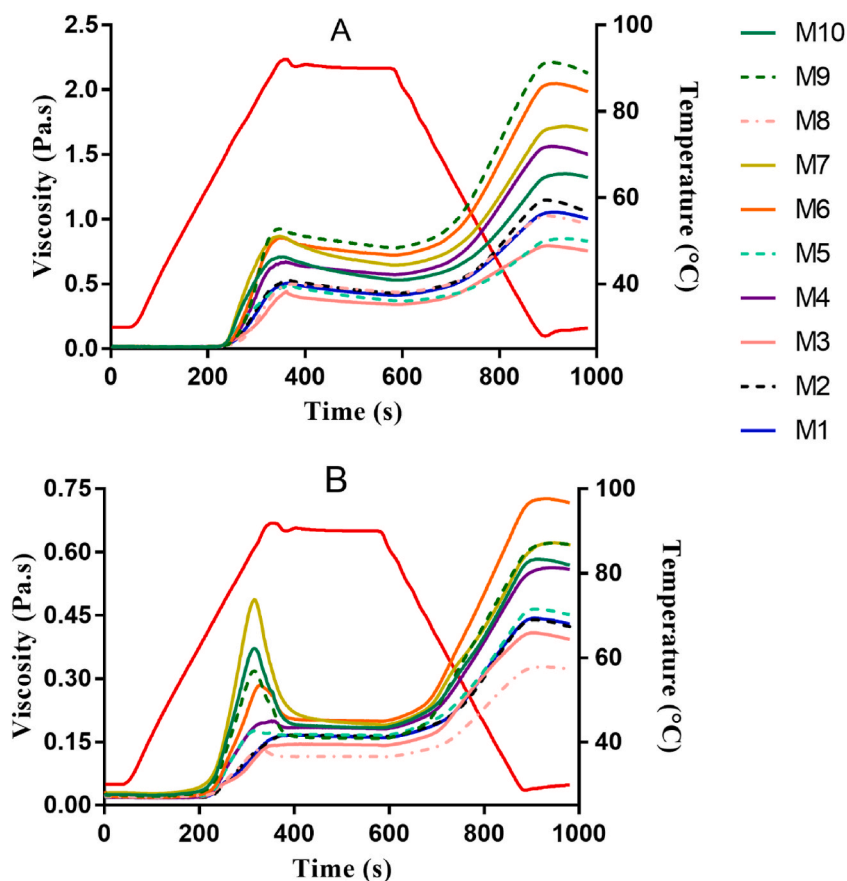 A
2.5
2.0
1.5
1.0
0.5
0.0
Viscosity (Pa.s)
100
80
60
40
Temperature (°C)
0 200 400 600 800 1000
Time (s)
M10
M9
M8
M7
M6
M5
M4
M3
M2
M1
B
0.75
0.60
0.45
0.30
0.15
0.00
Viscosity (Pa.s)
100
80
60
40
Temperature (°C)
0 200 400 600 800 1000
Time (s)